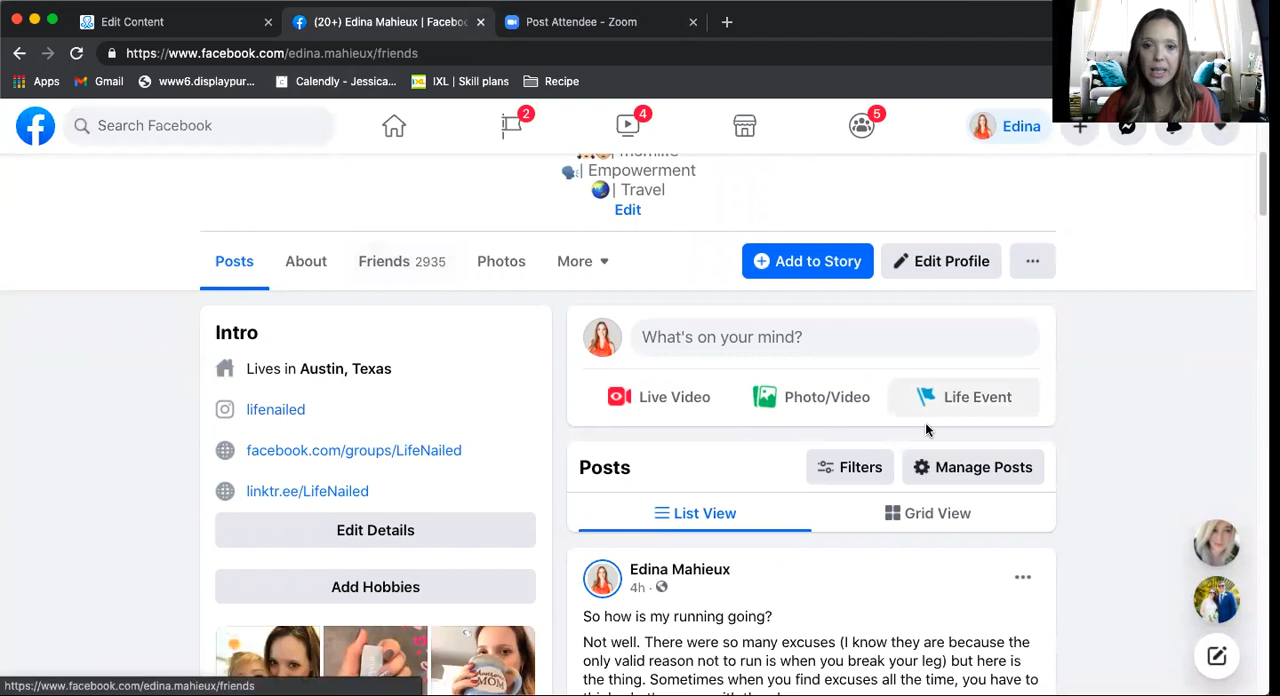 Edit Content
(20+) Edina Mahieux | Facebo
Post Attendee - Zoom
https://www.facebook.com/edina.mahieux/friends
Apps
Gmail
www6.displaypur...
Calendly - Jessica...
IXL | Skill plans
Recipe
Search Facebook
2
4
5
Edina
| Empowerment
| Travel
Edit
Posts
About
Friends 2935
Photos
More
Add to Story
Edit Profile
Intro
Lives in Austin, Texas
lifenailed
facebook.com/groups/LifeNailed
linktr.ee/LifeNailed
Edit Details
Add Hobbies
What's on your mind?
Live Video
Photo/Video
Life Event
Posts
Filters
Manage Posts
List View
Grid View
Edina Mahieux
4h ·
So how is my running going?
Not well. There were so many excuses (I know they are because the
only valid reason not to run is when you break your leg) but here is
the thing. Sometimes when you find excuses all the time, you have to
https://www.facebook.com/edina.mahieux/friends